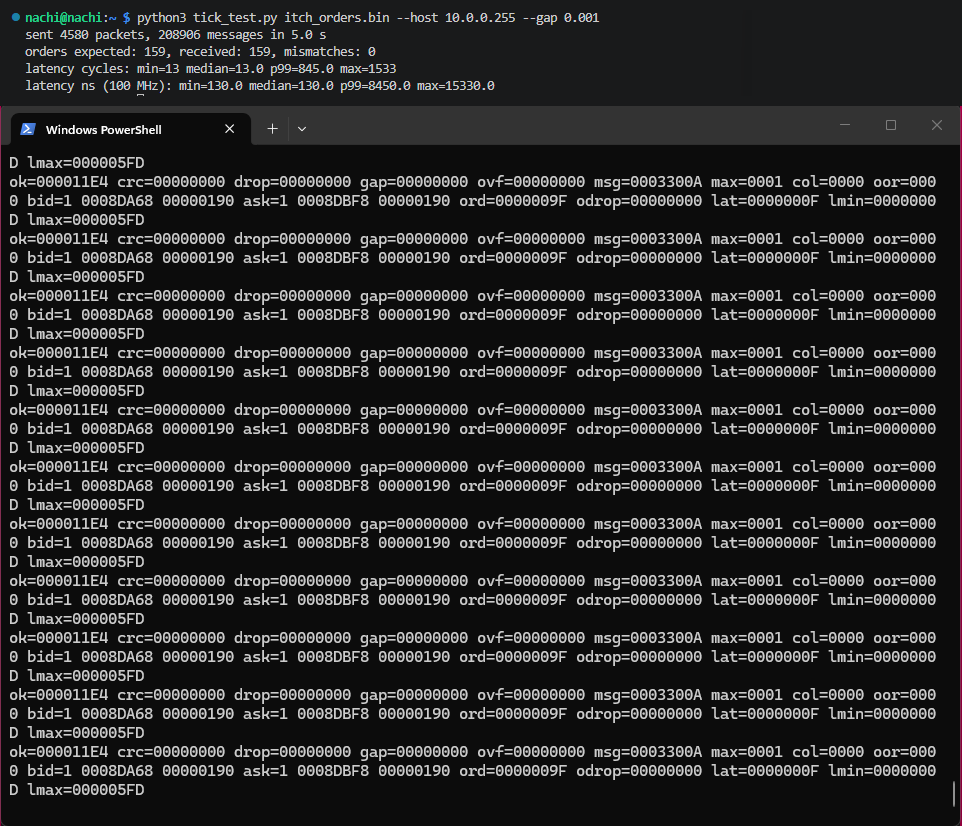 nachi@nachi:~ $ python3 tick_test.py itch_orders.bin --host 10.0.0.255 --gap 0.001
sent 4580 packets, 208906 messages in 5.0 s
orders expected: 159, received: 159, mismatches: 0
latency cycles: min=13 median=13.0 p99=845.0 max=1533
latency ns (100 MHz): min=130.0 median=130.0 p99=8450.0 max=15330.0
Windows PowerShell
D lmax=000005FD
ok=000011E4 crc=00000000 drop=00000000 gap=00000000 ovf=00000000 msg=0003300A max=0001 col=0000 oor=000
0 bid=1 0008DA68 00000190 ask=1 0008DBF8 00000190 ord=0000009F odrop=00000000 lat=0000000F lmin=0000000
D lmax=000005FD
ok=000011E4 crc=00000000 drop=00000000 gap=00000000 ovf=00000000 msg=0003300A max=0001 col=0000 oor=000
0 bid=1 0008DA68 00000190 ask=1 0008DBF8 00000190 ord=0000009F odrop=00000000 lat=0000000F lmin=0000000
D lmax=000005FD
ok=000011E4 crc=00000000 drop=00000000 gap=00000000 ovf=00000000 msg=0003300A max=0001 col=0000 oor=000
0 bid=1 0008DA68 00000190 ask=1 0008DBF8 00000190 ord=0000009F odrop=00000000 lat=0000000F lmin=0000000
D lmax=000005FD
ok=000011E4 crc=00000000 drop=00000000 gap=00000000 ovf=00000000 msg=0003300A max=0001 col=0000 oor=000
0 bid=1 0008DA68 00000190 ask=1 0008DBF8 00000190 ord=0000009F odrop=00000000 lat=0000000F lmin=0000000
D lmax=000005FD
ok=000011E4 crc=00000000 drop=00000000 gap=00000000 ovf=00000000 msg=0003300A max=0001 col=0000 oor=000
0 bid=1 0008DA68 00000190 ask=1 0008DBF8 00000190 ord=0000009F odrop=00000000 lat=0000000F lmin=0000000
D lmax=000005FD
ok=000011E4 crc=00000000 drop=00000000 gap=00000000 ovf=00000000 msg=0003300A max=0001 col=0000 oor=000
0 bid=1 0008DA68 00000190 ask=1 0008DBF8 00000190 ord=0000009F odrop=00000000 lat=0000000F lmin=0000000
D lmax=000005FD
ok=000011E4 crc=00000000 drop=00000000 gap=00000000 ovf=00000000 msg=0003300A max=0001 col=0000 oor=000
0 bid=1 0008DA68 00000190 ask=1 0008DBF8 00000190 ord=0000009F odrop=00000000 lat=0000000F lmin=0000000
D lmax=000005FD
ok=000011E4 crc=00000000 drop=00000000 gap=00000000 ovf=00000000 msg=0003300A max=0001 col=0000 oor=000
0 bid=1 0008DA68 00000190 ask=1 0008DBF8 00000190 ord=0000009F odrop=00000000 lat=0000000F lmin=0000000
D lmax=000005FD
ok=000011E4 crc=00000000 drop=00000000 gap=00000000 ovf=00000000 msg=0003300A max=0001 col=0000 oor=000
0 bid=1 0008DA68 00000190 ask=1 0008DBF8 00000190 ord=0000009F odrop=00000000 lat=0000000F lmin=0000000
D lmax=000005FD
ok=000011E4 crc=00000000 drop=00000000 gap=00000000 ovf=00000000 msg=0003300A max=0001 col=0000 oor=000
0 bid=1 0008DA68 00000190 ask=1 0008DBF8 00000190 ord=0000009F odrop=00000000 lat=0000000F lmin=0000000
D lmax=000005FD
ok=000011E4 crc=00000000 drop=00000000 gap=00000000 ovf=00000000 msg=0003300A max=0001 col=0000 oor=000
0 bid=1 0008DA68 00000190 ask=1 0008DBF8 00000190 ord=0000009F odrop=00000000 lat=0000000F lmin=0000000
D lmax=000005FD